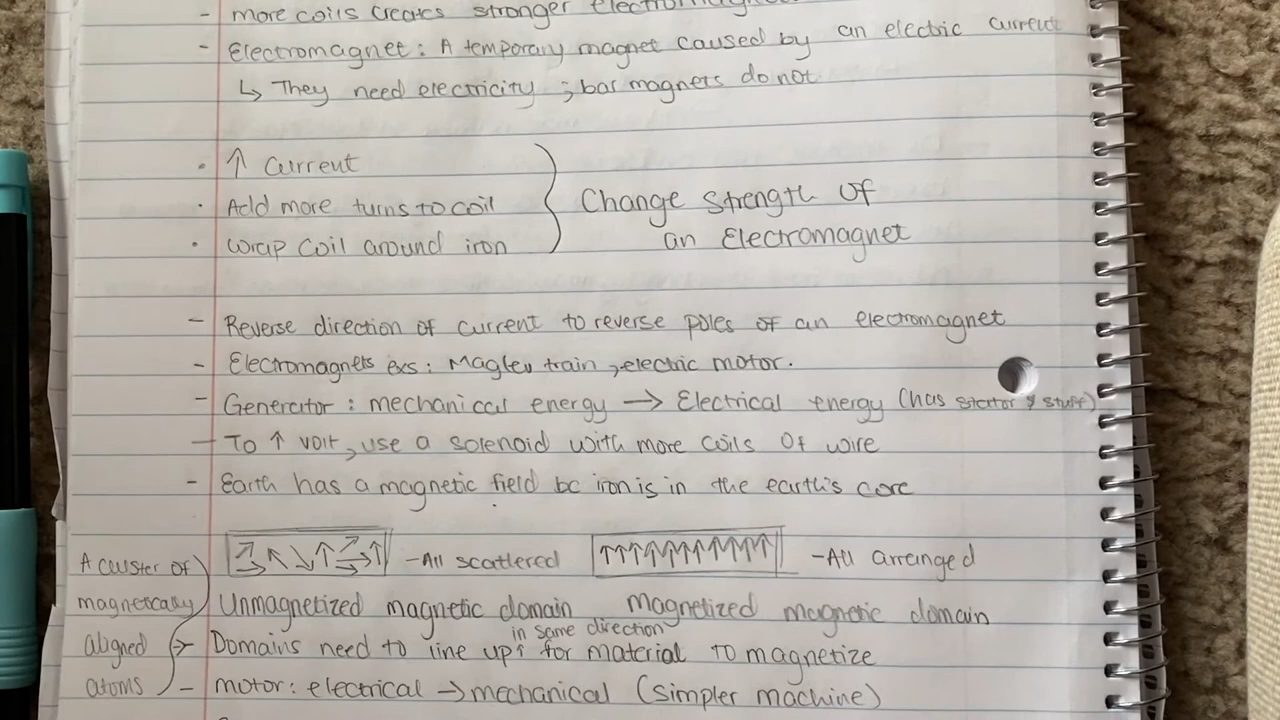 - more coils creates stronger electromagnet
- Electromagnet: A temporary magnet caused by an electric current
↳ They need electricity ; bar magnets do not
· ↑ current
· Add more turns to coil
· wrap coil around iron
Change strength of
an Electromagnet
- Reverse direction of current to reverse poles of an electromagnet
- Electromagnets exs: Maglev train, electric motor.
- Generator: mechanical energy → Electrical energy (has stator & stuff)
- To ↑ volt, use a solenoid with more coils of wire
- Earth has a magnetic field bc iron is in the earth's core
- All scattered - All arranged
Unmagnetized magnetic domain magnetized magnetic domain
A cluster of
magnetically
aligned
atoms
in same direction
- Domains need to line up↑ for material to magnetize
- motor: electrical → mechanical (simpler machine)